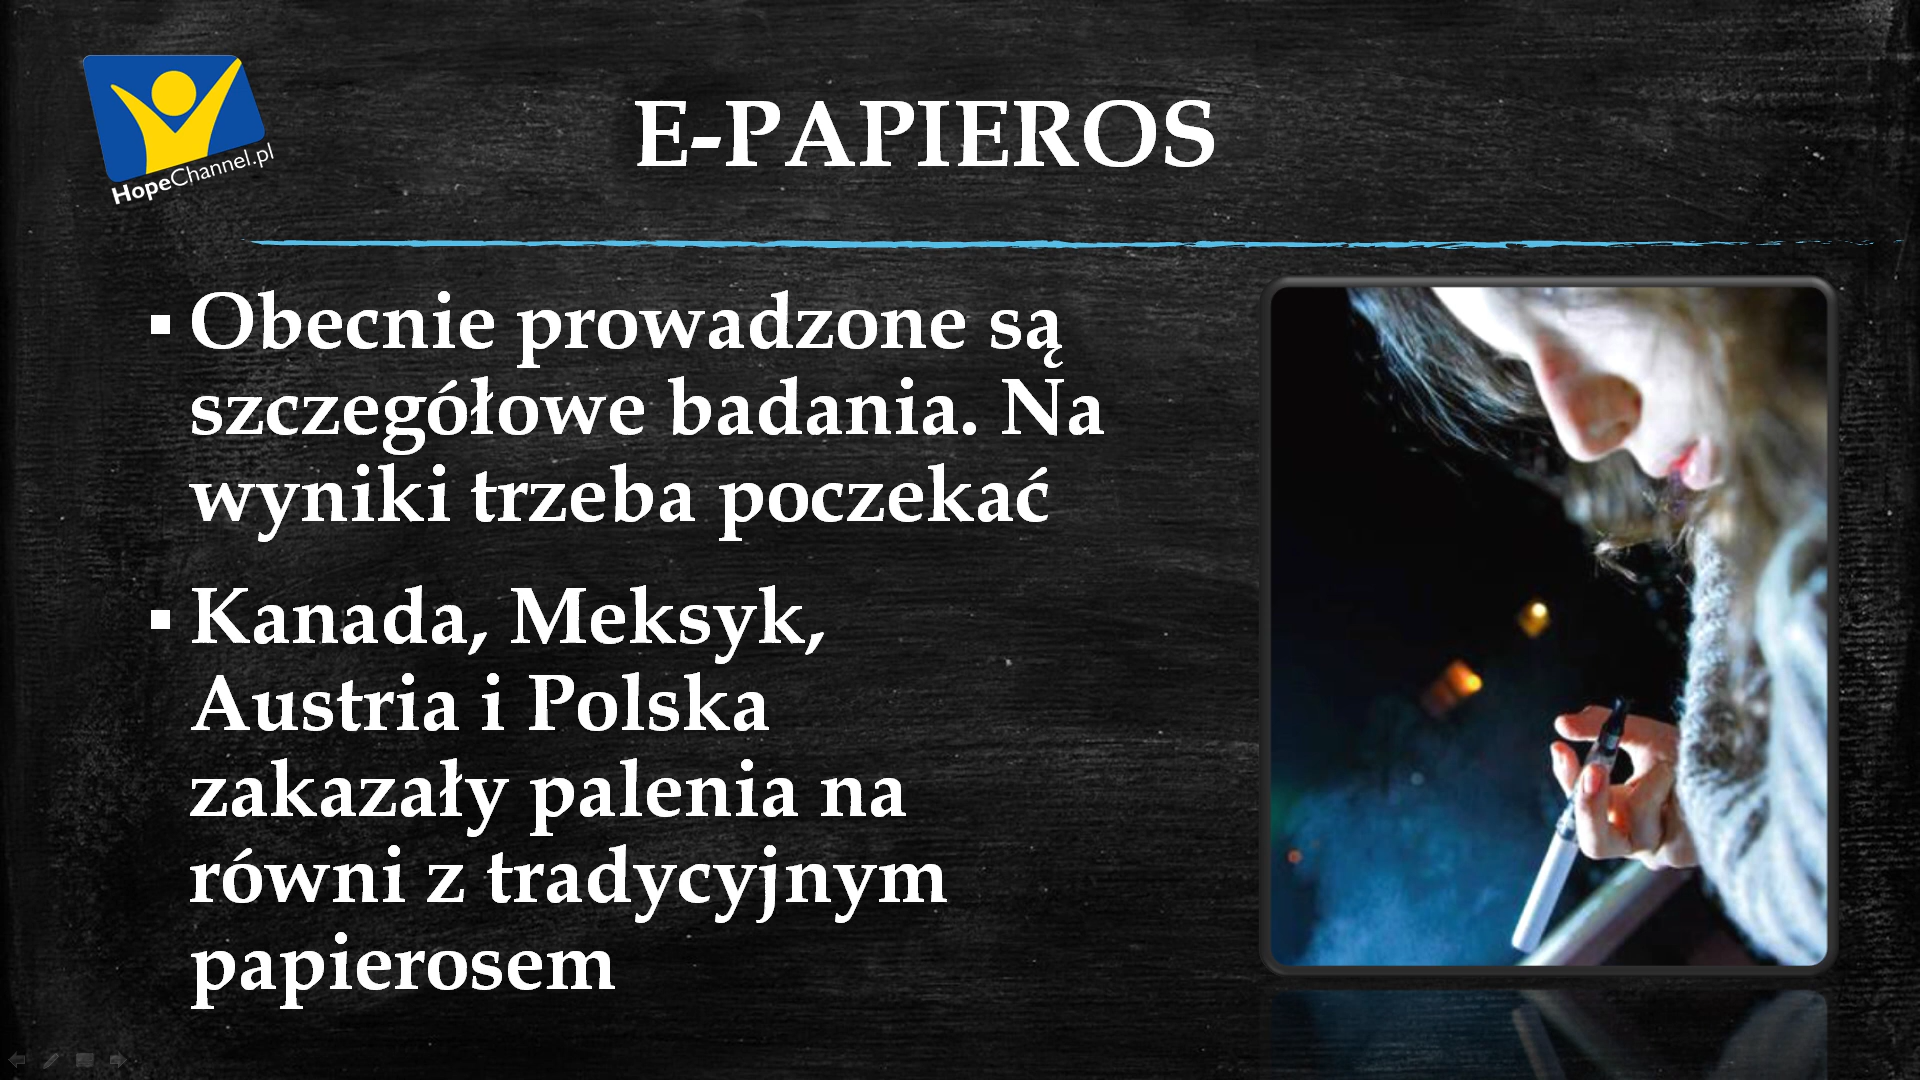 HopeChannel.pl
E-PAPIEROS
▪ Obecnie prowadzone są
szczegółowe badania. Na
wyniki trzeba poczekać
▪ Kanada, Meksyk,
Austria i Polska
zakazały palenia na
równi z tradycyjnym
papierosem